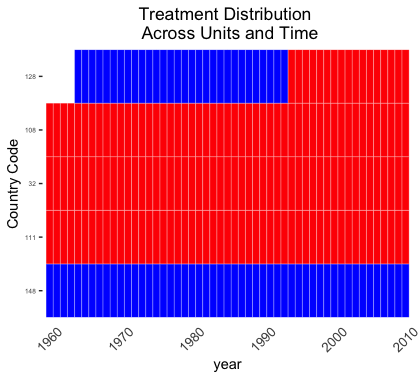 Treatment Distribution
Across Units and Time
Country Code
128
108
32
111
148
1960
1970
1980
1990
2000
2010
year